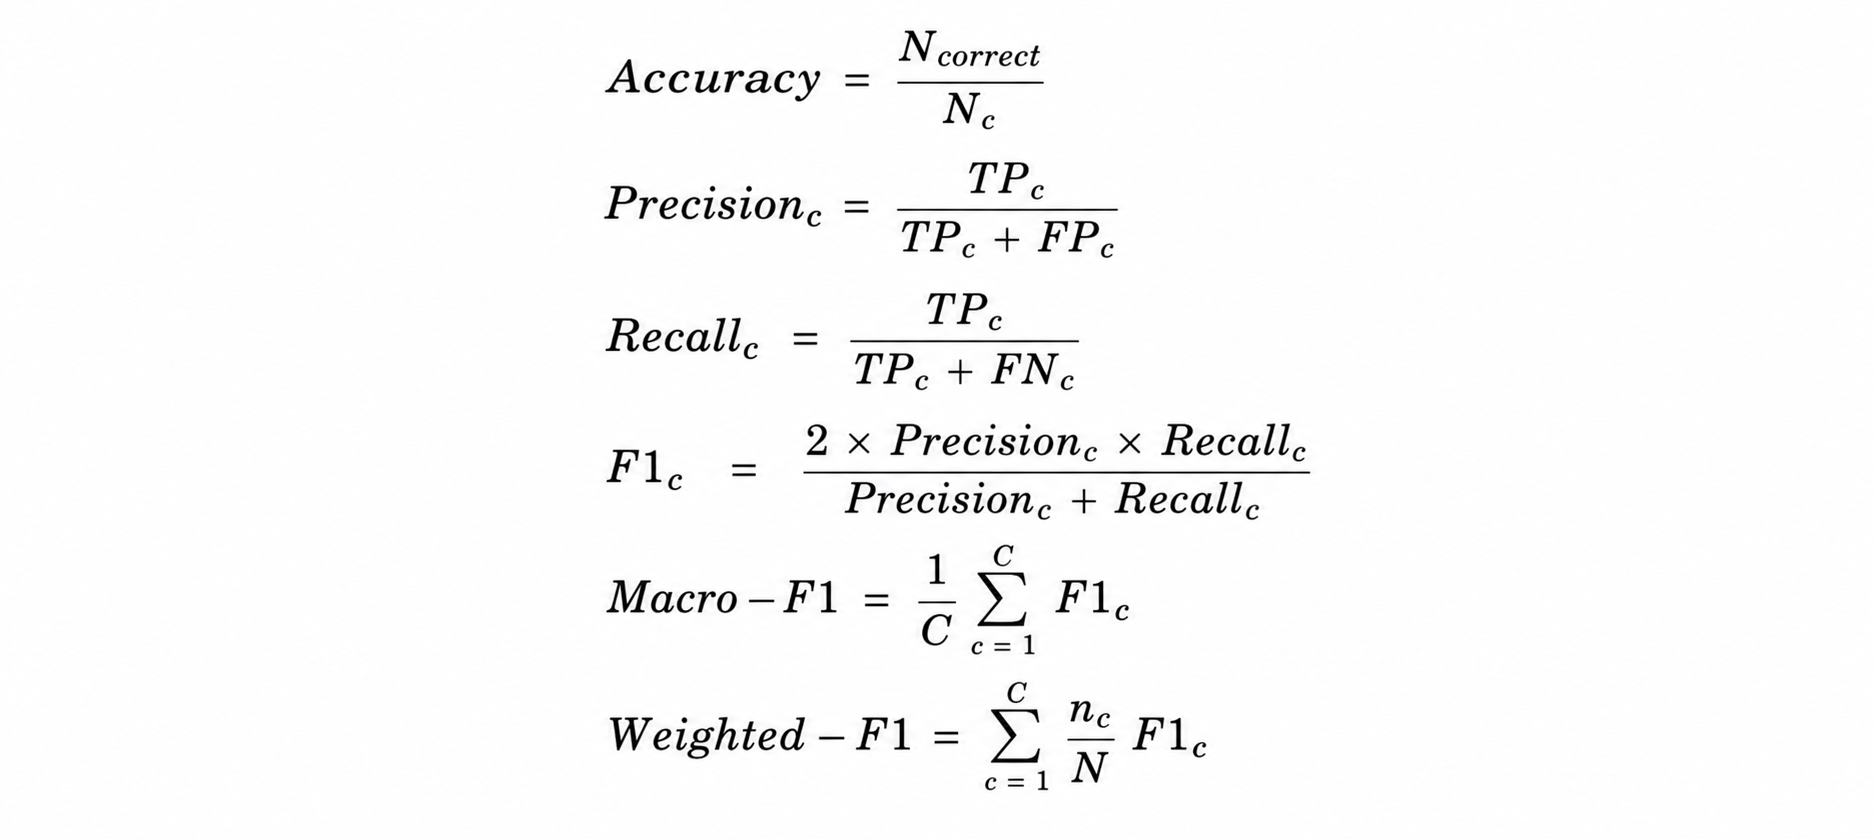 Accuracy = N_correct / N_c
Precision_c = TP_c / (TP_c + FP_c)
Recall_c = TP_c / (TP_c + FN_c)
F1_c = (2 × Precision_c × Recall_c) / (Precision_c + Recall_c)
Macro – F1 = (1 / C) ∑_{c = 1}^{C} F1_c
Weighted – F1 = ∑_{c = 1}^{C} (n_c / N) F1_c